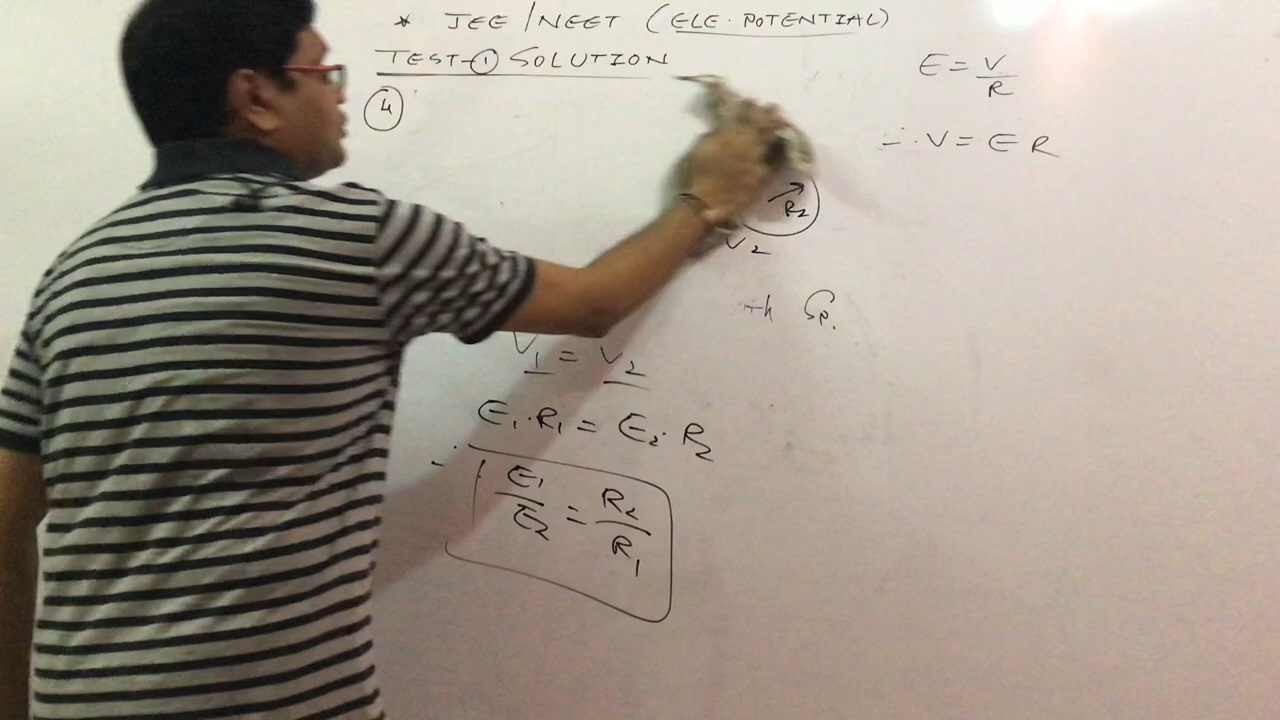 * JEE / NEET (ELE. POTENTIAL)
TEST-① SOLUTION
④
E = V/R
∴ V = E R
R₂
V₂
Sp.
V₁ = V₂
E₁·R₁ = E₂·R₂
∴ E₁/E₂ = R₂/R₁